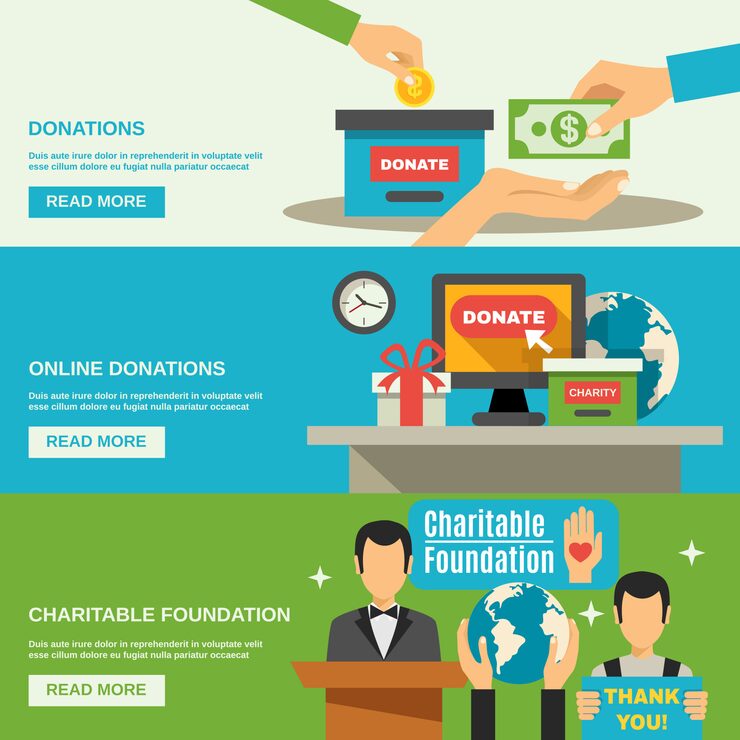 DONATIONS
Duis aute irure dolor in reprehenderit in voluptate velit
esse cillum dolore eu fugiat nulla pariatur occaecat
READ MORE
DONATE
ONLINE DONATIONS
Duis aute irure dolor in reprehenderit in voluptate velit
esse cillum dolore eu fugiat nulla pariatur occaecat
READ MORE
DONATE
CHARITY
CHARITABLE FOUNDATION
Duis aute irure dolor in reprehenderit in voluptate velit
esse cillum dolore eu fugiat nulla pariatur occaecat
READ MORE
Charitable
Foundation
THANK
YOU!